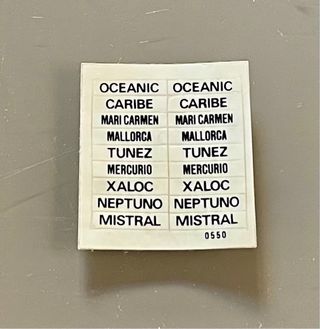 OCEANIC OCEANIC
CARIBE CARIBE
MARI CARMEN MARI CARMEN
MALLORCA MALLORCA
TUNEZ TUNEZ
MERCURIO MERCURIO
XALOC XALOC
NEPTUNO NEPTUNO
MISTRAL MISTRAL
0550